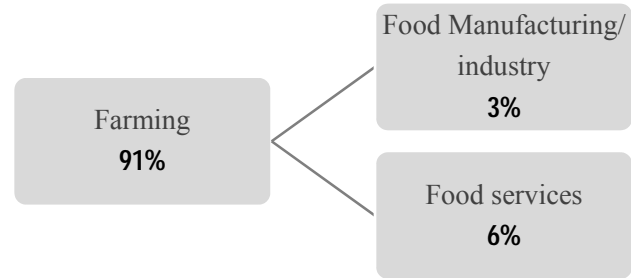 Farming
91%
Food Manufacturing/
industry
3%
Food services
6%